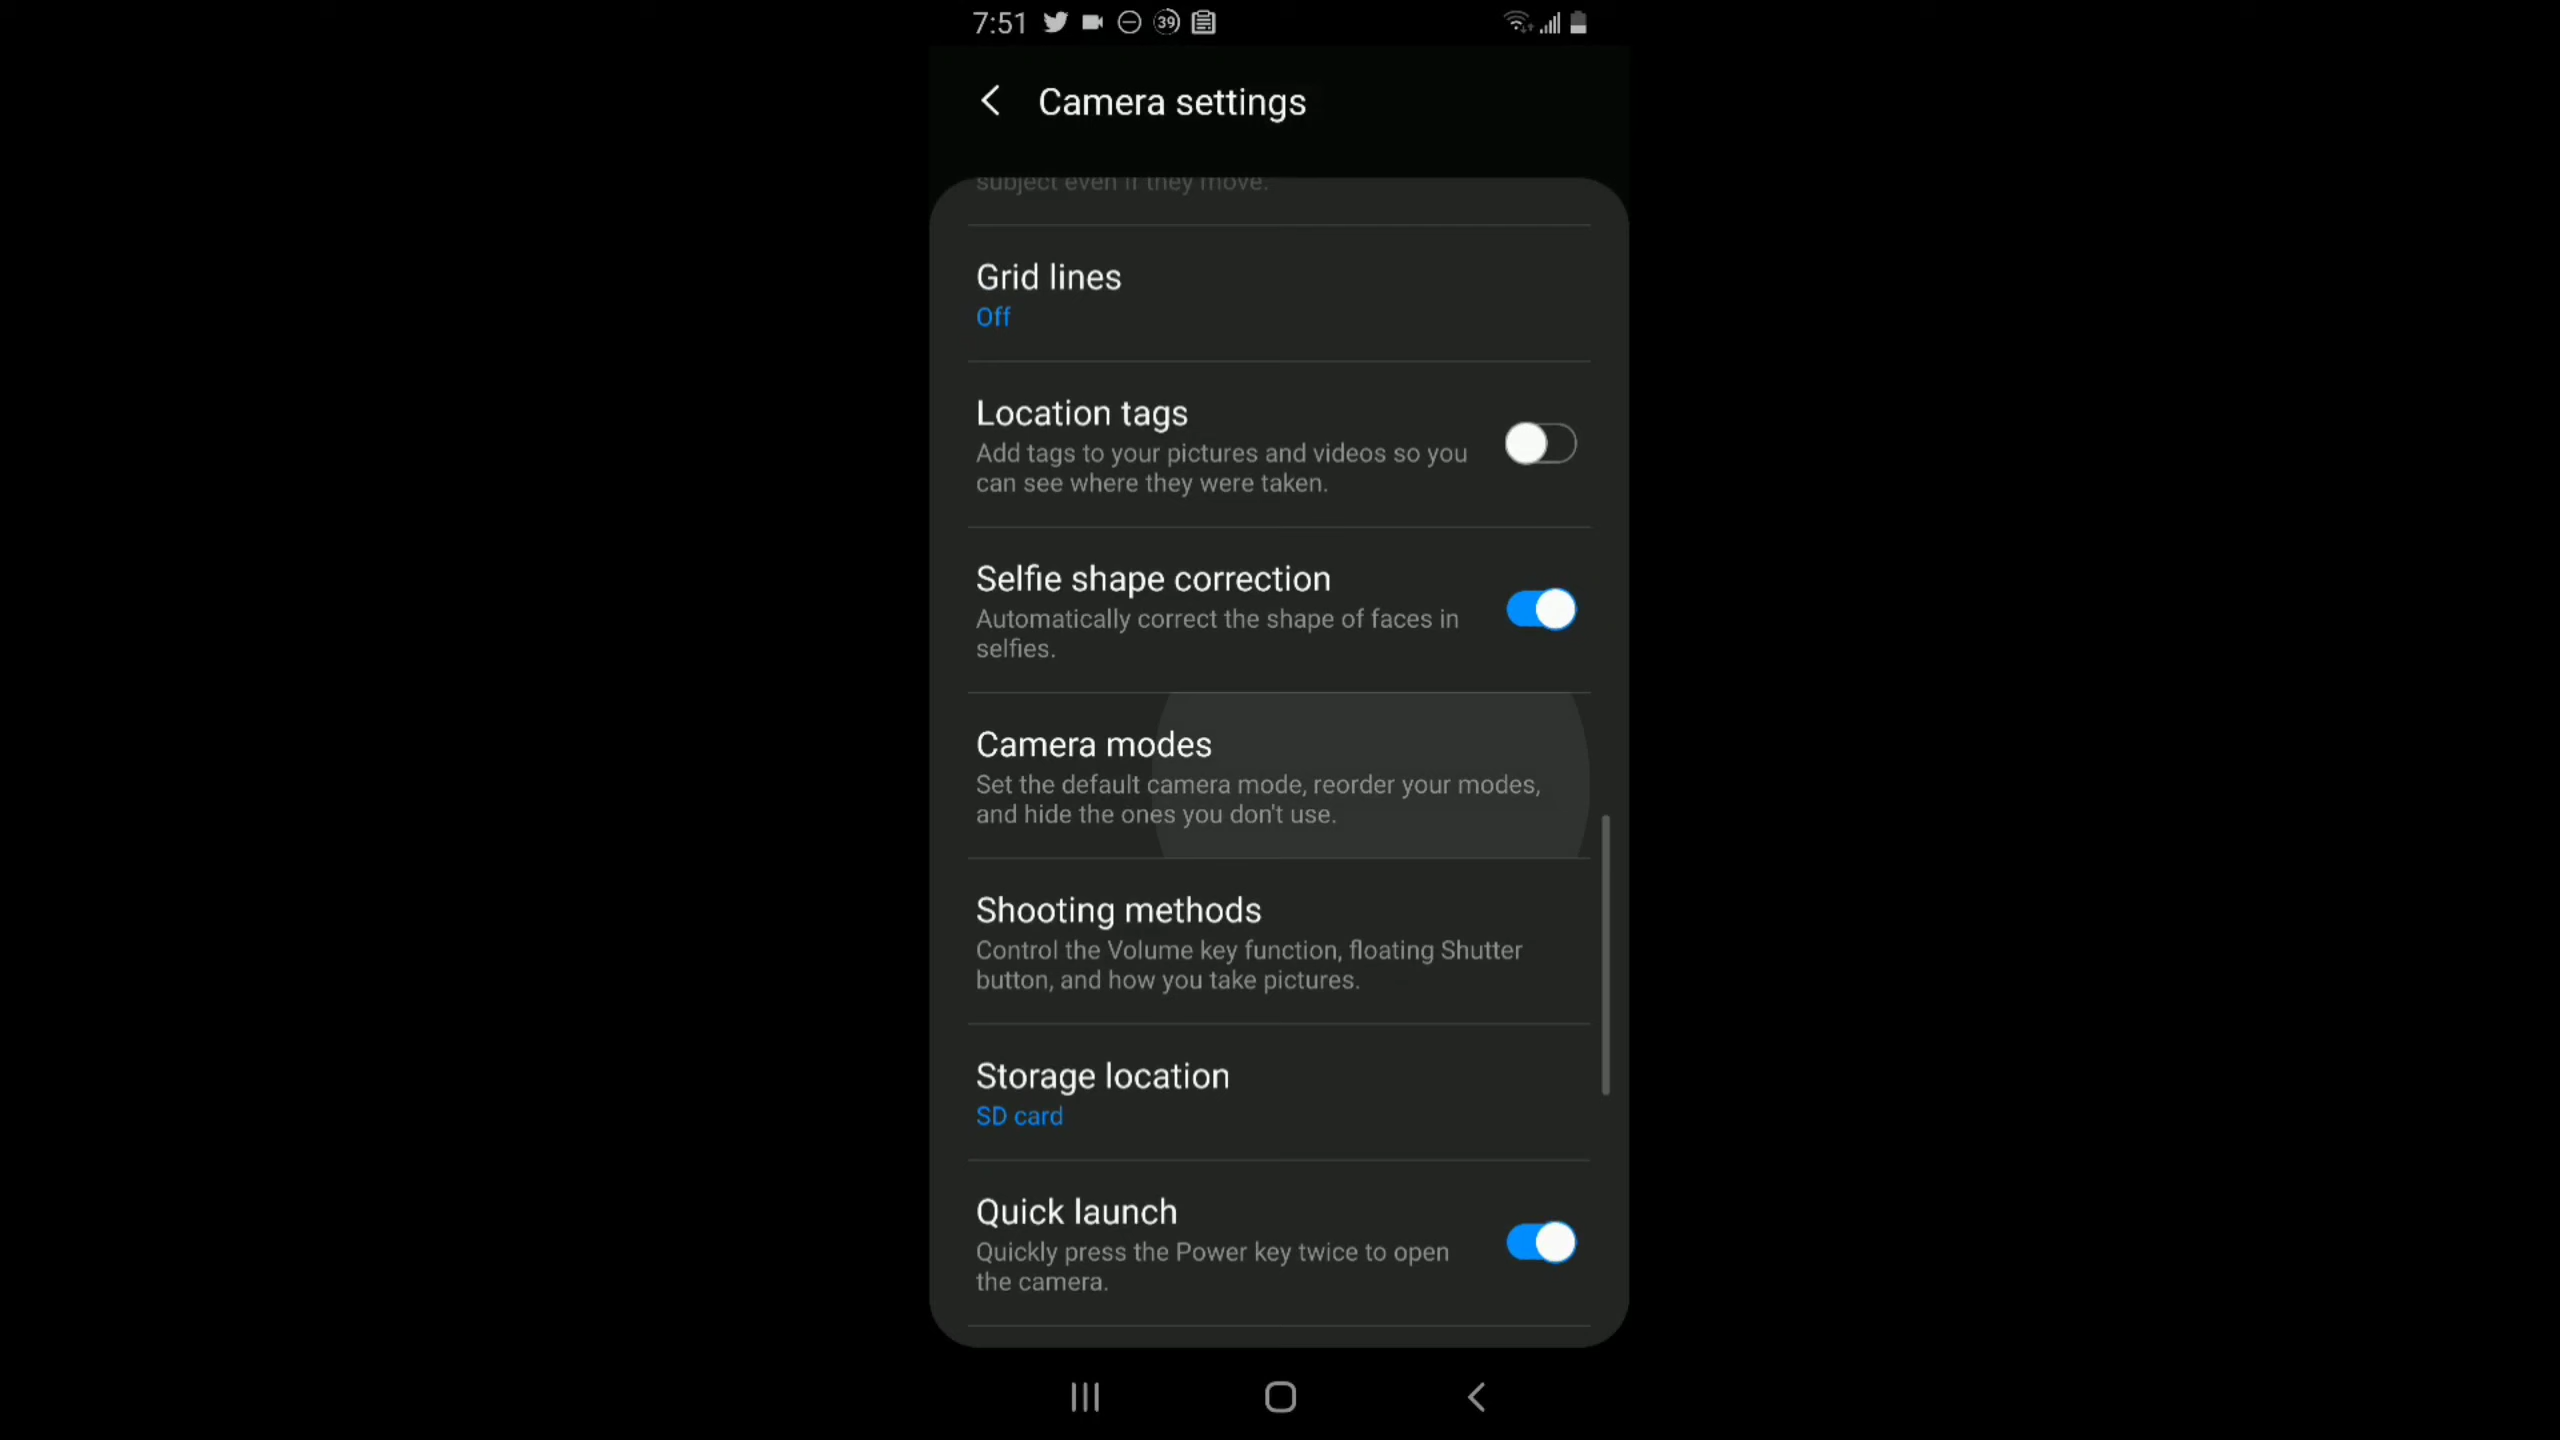 7:51
39
Camera settings
subject even if they move.
Grid lines
Off
Location tags
Add tags to your pictures and videos so you
can see where they were taken.
Selfie shape correction
Automatically correct the shape of faces in
selfies.
Camera modes
Set the default camera mode, reorder your modes,
and hide the ones you don't use.
Shooting methods
Control the Volume key function, floating Shutter
button, and how you take pictures.
Storage location
SD card
Quick launch
Quickly press the Power key twice to open
the camera.